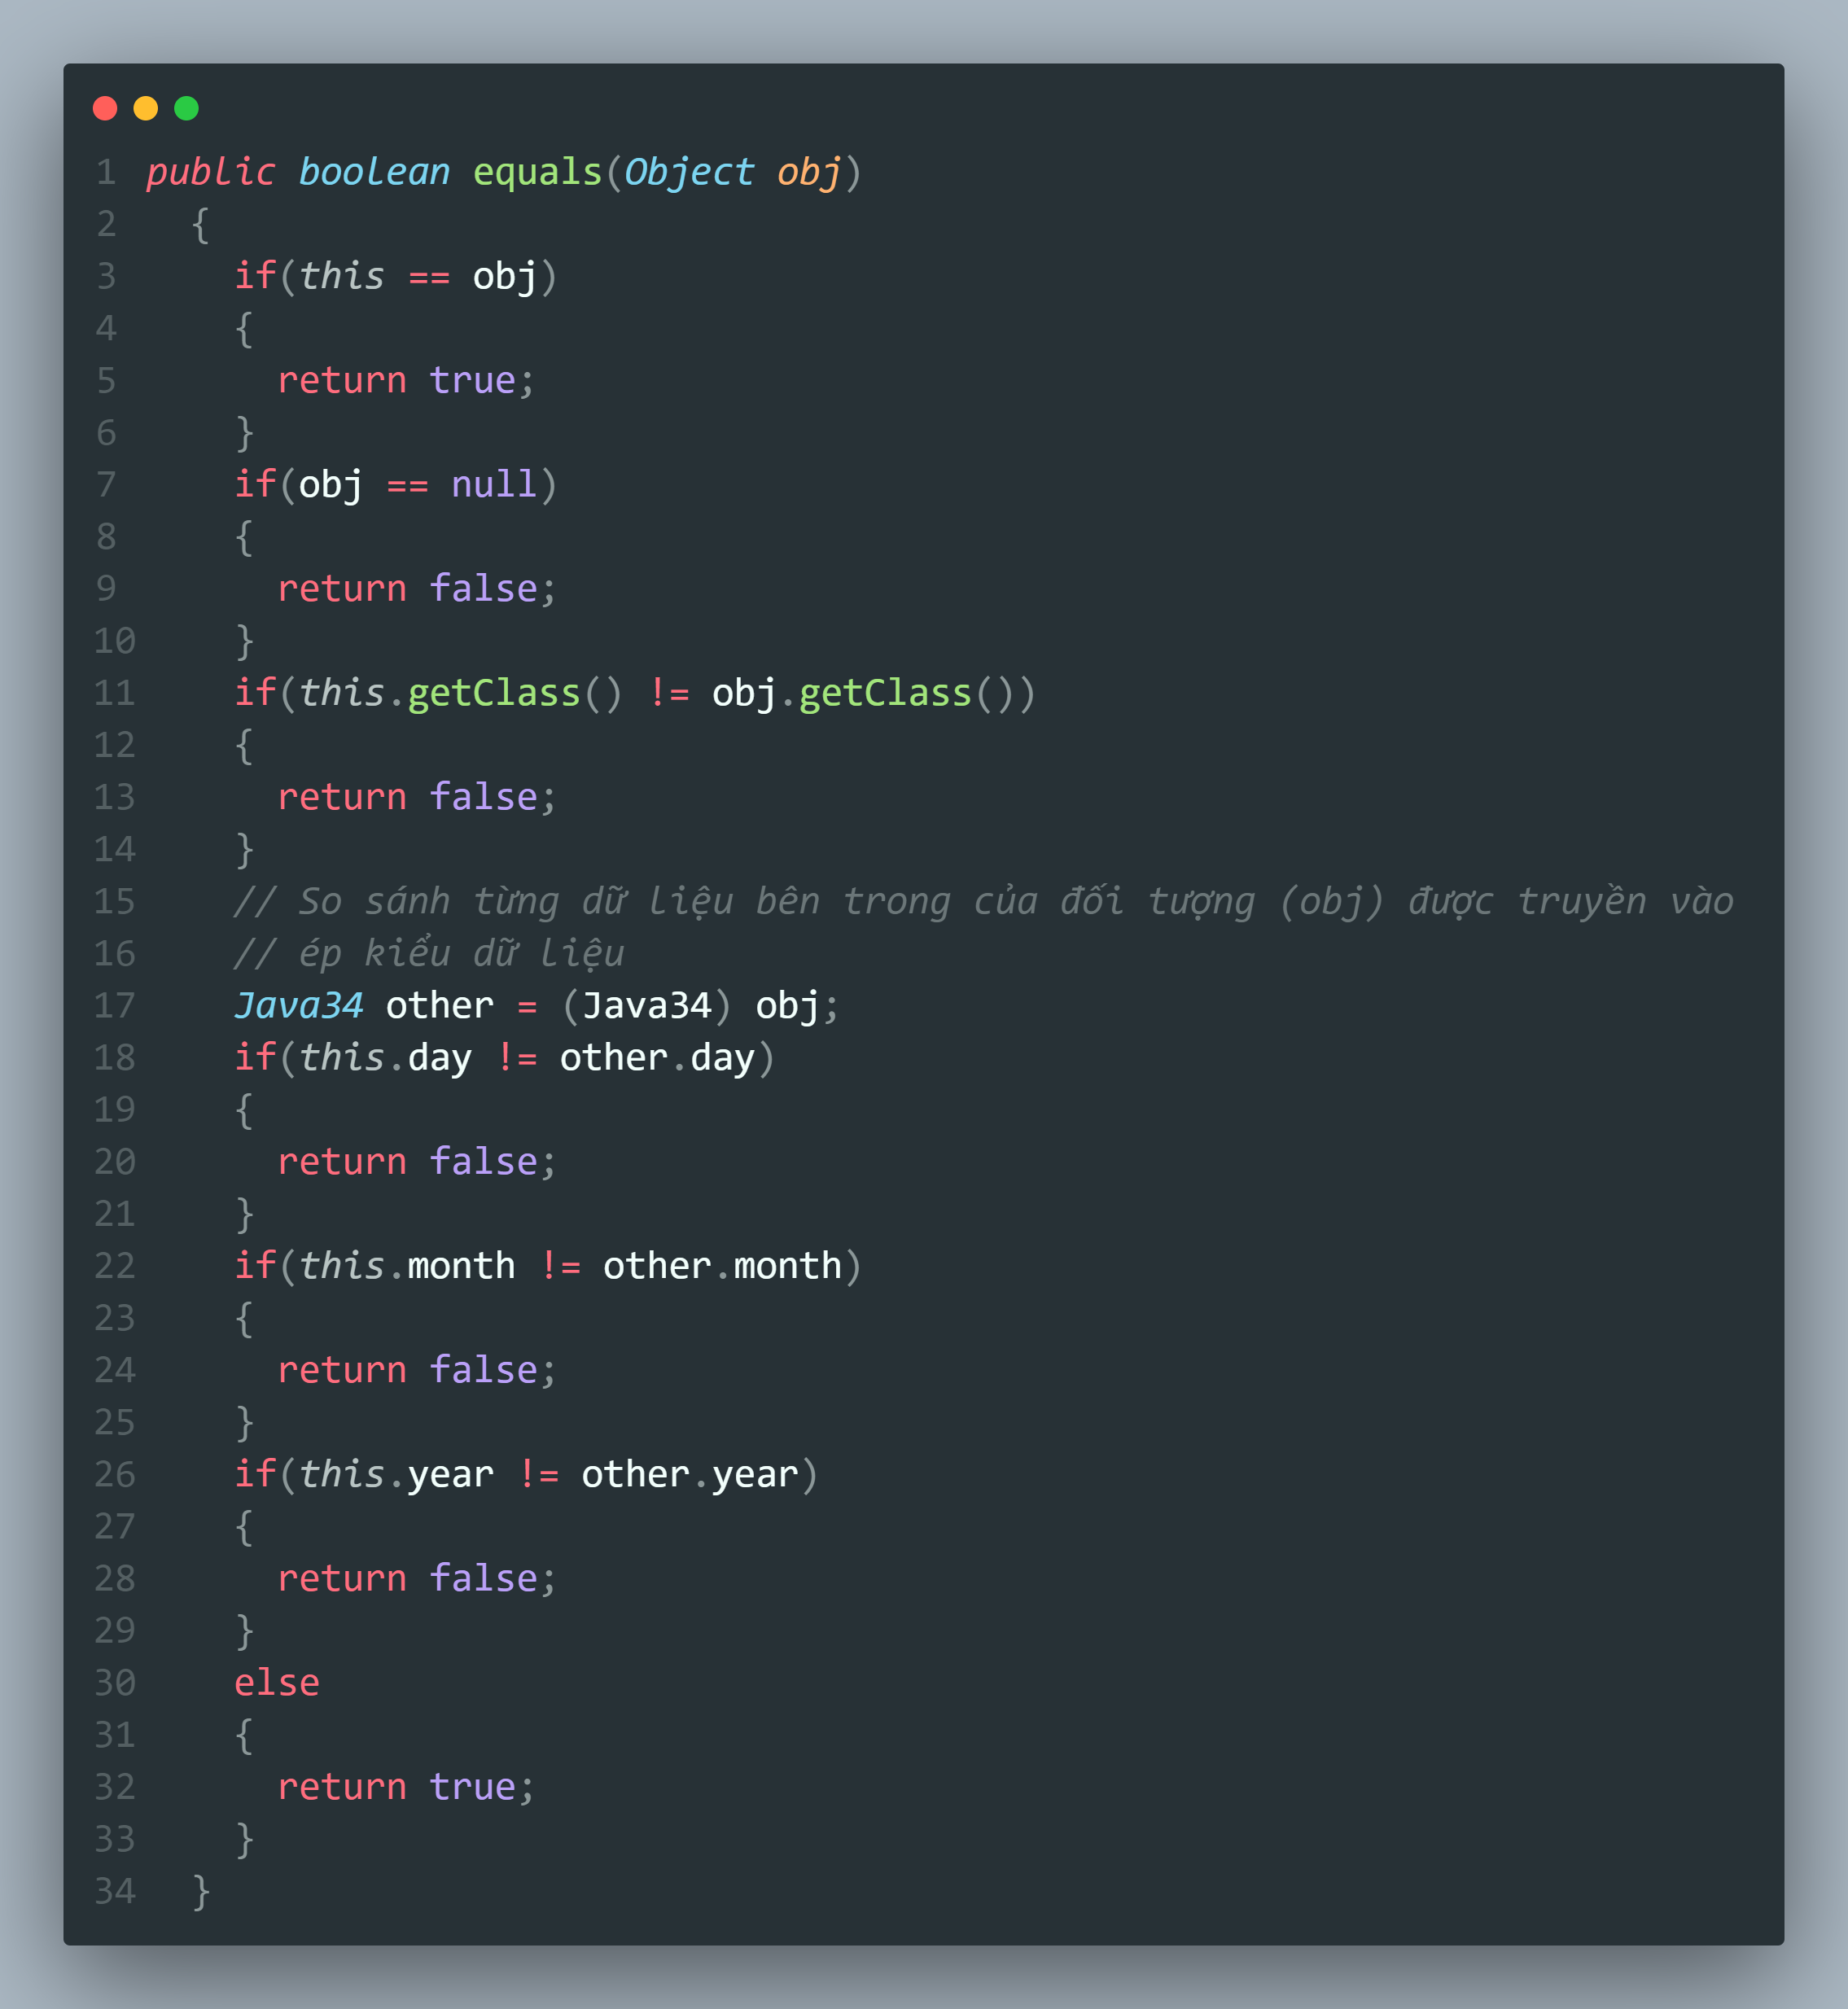 1 public boolean equals(Object obj)
2   {
3     if(this == obj)
4     {
5       return true;
6     }
7     if(obj == null)
8     {
9       return false;
10     }
11     if(this.getClass() != obj.getClass())
12     {
13       return false;
14     }
15     // So sánh từng dữ liệu bên trong của đối tượng (obj) được truyền vào
16     // ép kiểu dữ liệu
17     Java34 other = (Java34) obj;
18     if(this.day != other.day)
19     {
20       return false;
21     }
22     if(this.month != other.month)
23     {
24       return false;
25     }
26     if(this.year != other.year)
27     {
28       return false;
29     }
30     else
31     {
32       return true;
33     }
34   }